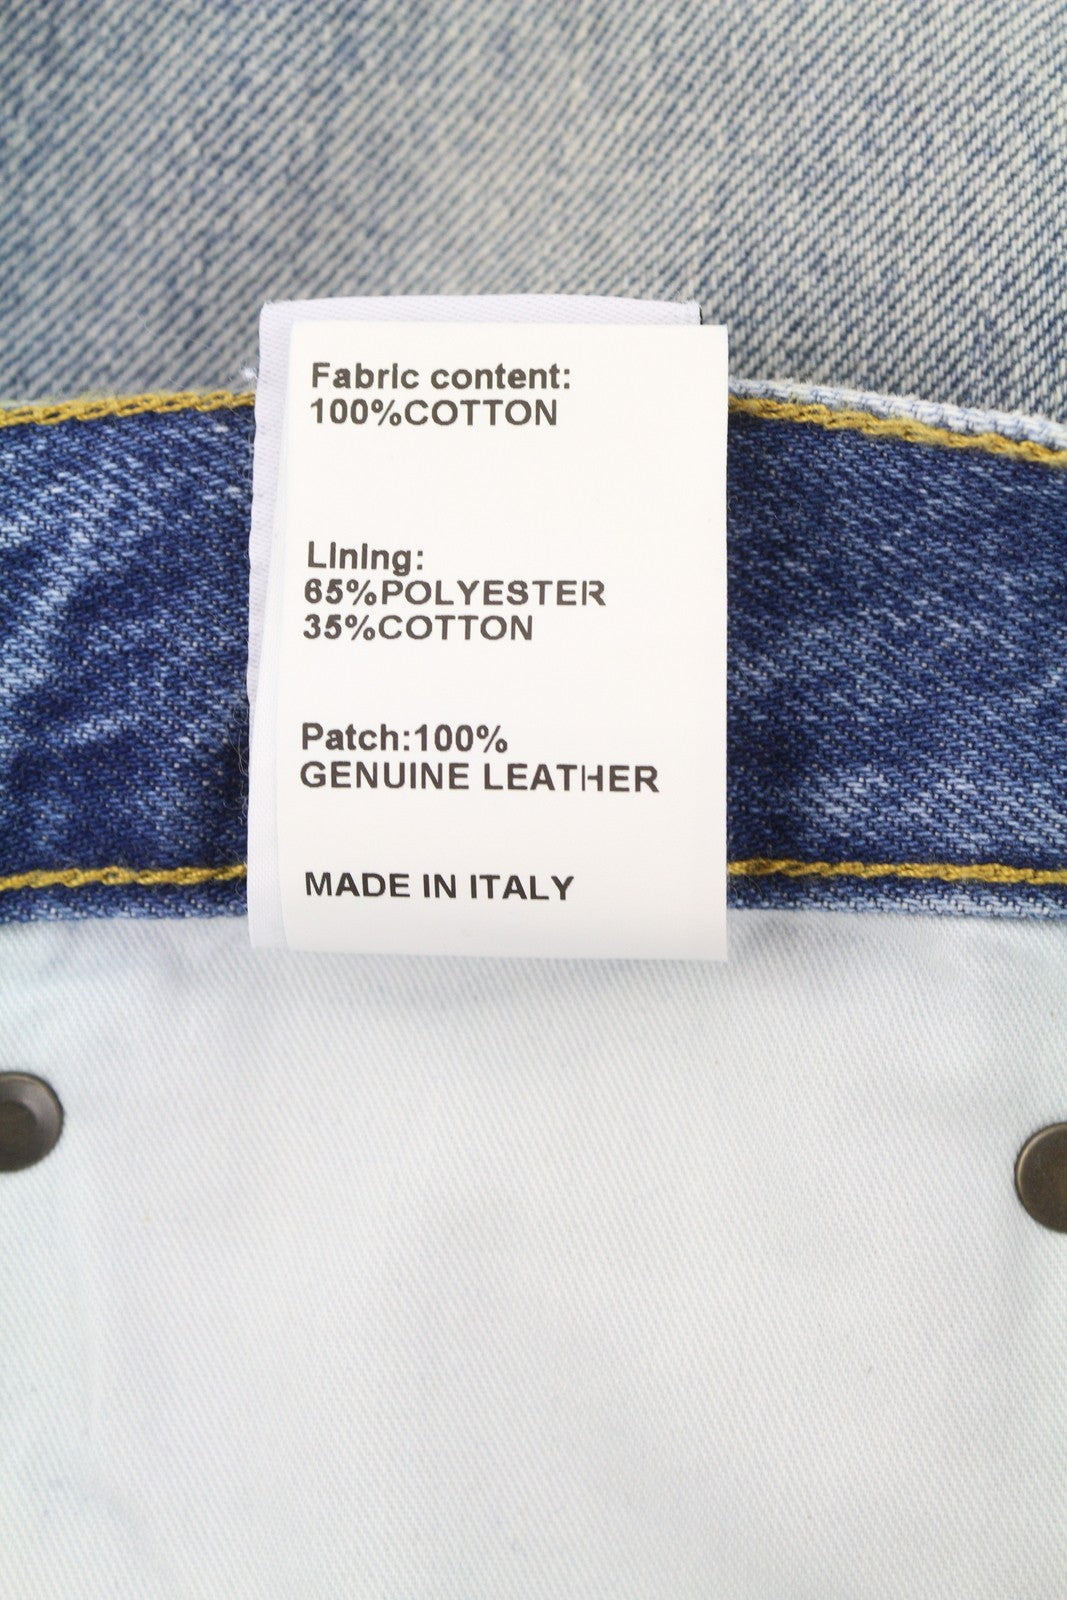 Fabric content:
100%COTTON
Lining:
65%POLYESTER
35%COTTON
Patch:100%
GENUINE LEATHER
MADE IN ITALY